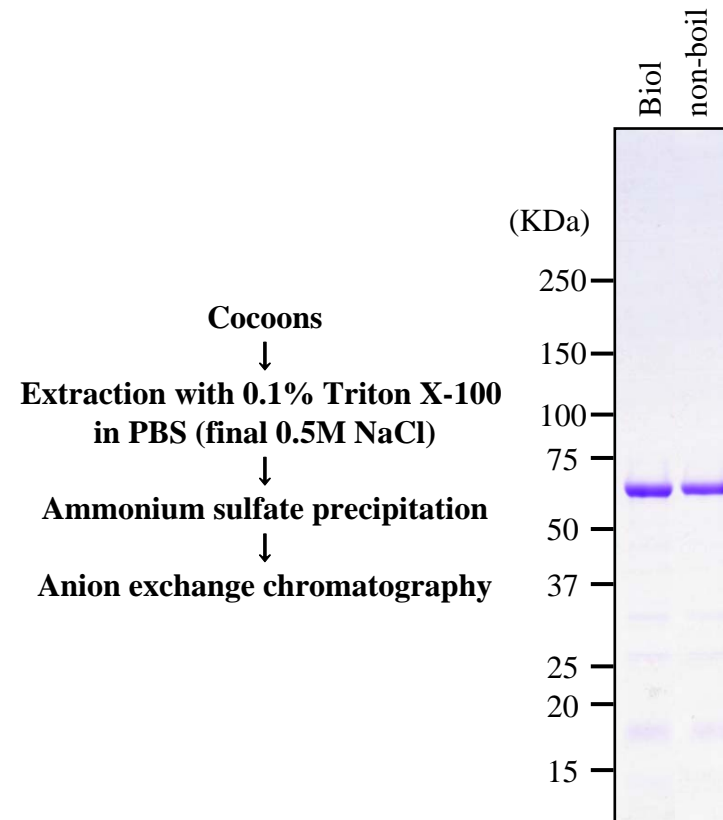 Biol
non-boil
(KDa)
250
150
100
75
50
37
25
20
15
Cocoons
↓
Extraction with 0.1% Triton X-100
in PBS (final 0.5M NaCl)
↓
Ammonium sulfate precipitation
↓
Anion exchange chromatography